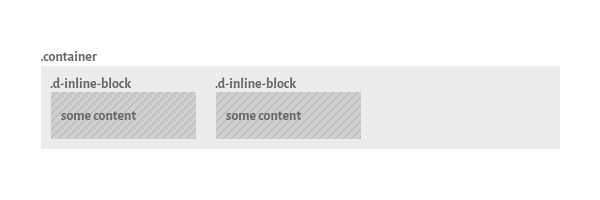 .container
.d-inline-block .d-inline-block
some content some content